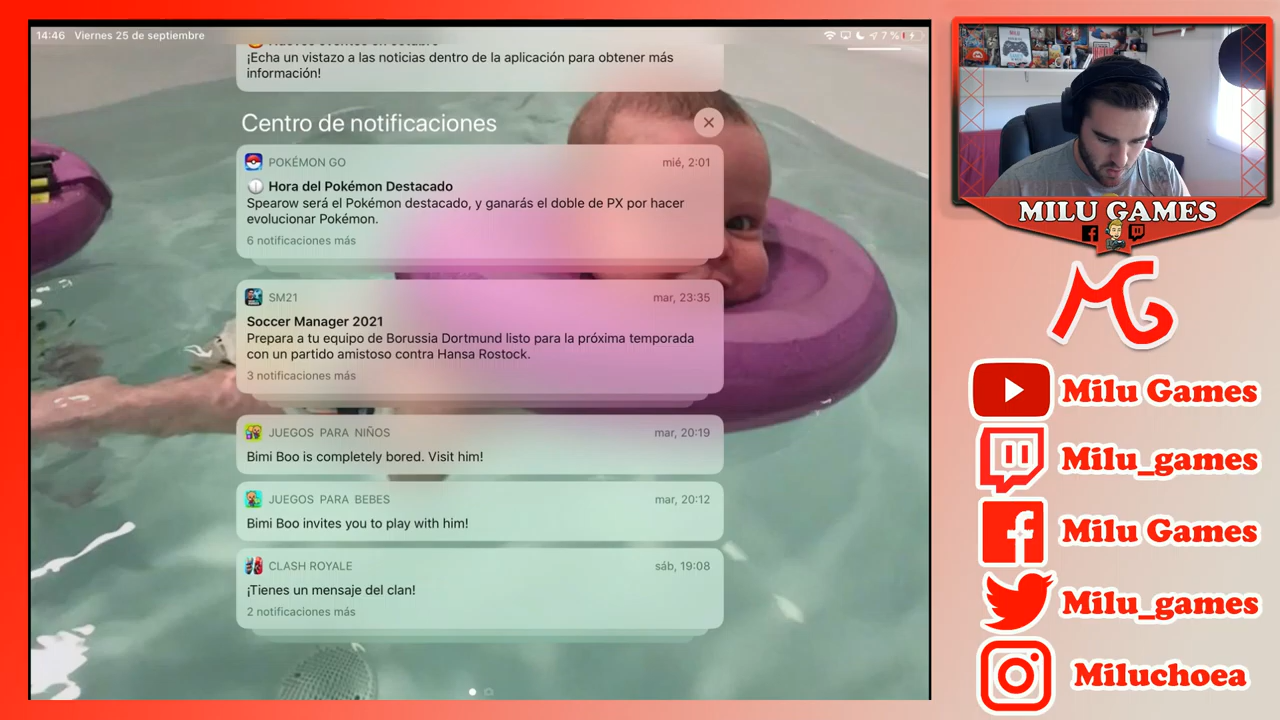 14:46 Viernes 25 de septiembre
7 %
¡Echa un vistazo a las noticias dentro de la aplicación para obtener más
información!
Centro de notificaciones
POKÉMON GO mié, 2:01
Hora del Pokémon Destacado
Spearow será el Pokémon destacado, y ganarás el doble de PX por hacer
evolucionar Pokémon.
6 notificaciones más
SM21 mar, 23:35
Soccer Manager 2021
Prepara a tu equipo de Borussia Dortmund listo para la próxima temporada
con un partido amistoso contra Hansa Rostock.
3 notificaciones más
JUEGOS PARA NIÑOS mar, 20:19
Bimi Boo is completely bored. Visit him!
JUEGOS PARA BEBES mar, 20:12
Bimi Boo invites you to play with him!
CLASH ROYALE sáb, 19:08
¡Tienes un mensaje del clan!
2 notificaciones más
MILU GAMES
MG
Milu Games
Milu_games
Milu Games
Milu_games
Miluchoea